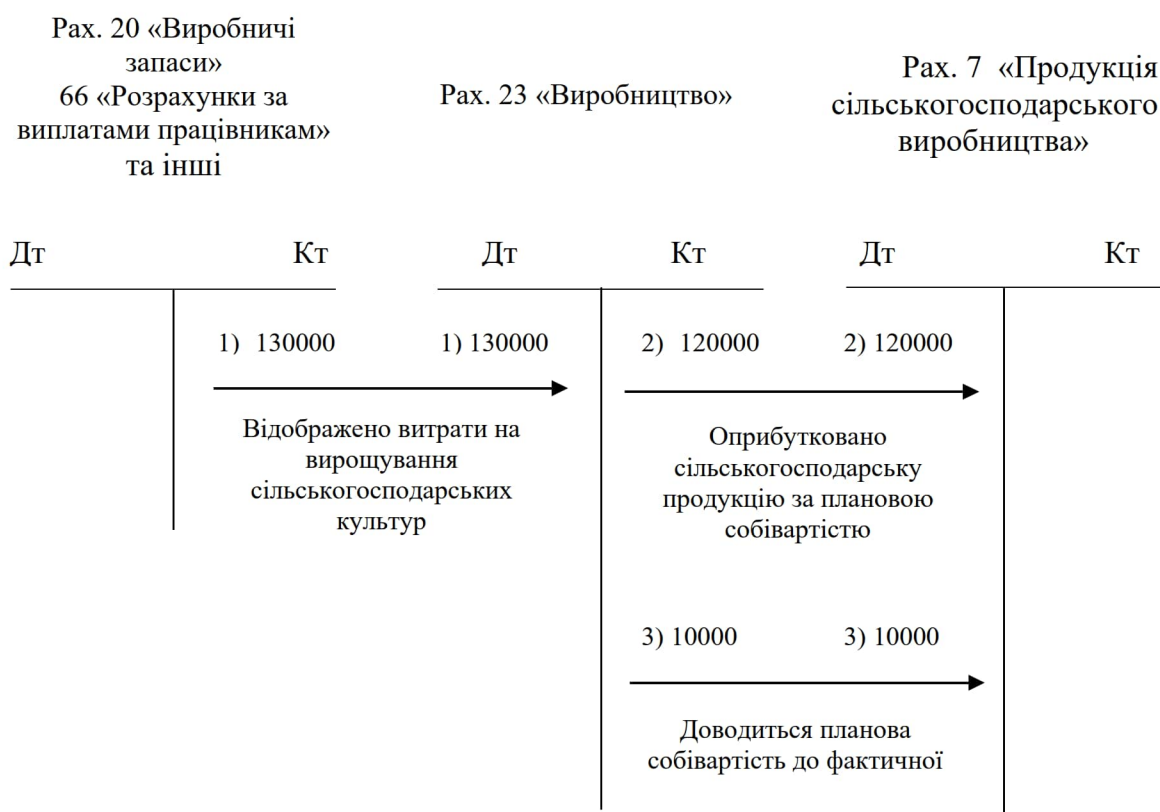 Рах. 20 «Виробничі
запаси»
66 «Розрахунки за
виплатами працівникам»
та інші
Рах. 23 «Виробництво»
Рах. 7 «Продукція
сільськогосподарського
виробництва»
Дт Кт Дт Кт Дт Кт
1) 130000 1) 130000 2) 120000 2) 120000
Відображено витрати на
вирощування
сільськогосподарських
культур
Оприбутковано
сільськогосподарську
продукцію за плановою
собівартістю
3) 10000 3) 10000
Доводиться планова
собівартість до фактичної